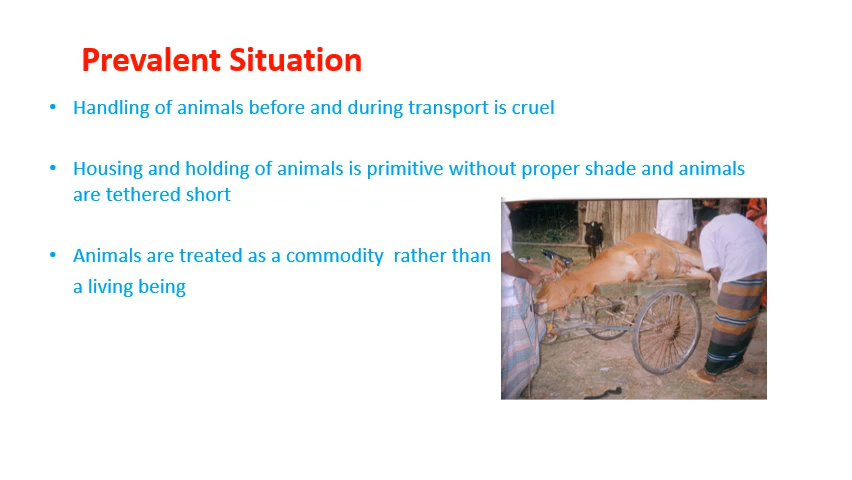 Prevalent Situation
• Handling of animals before and during transport is cruel
• Housing and holding of animals is primitive without proper shade and animals
are tethered short
• Animals are treated as a commodity  rather than
a living being